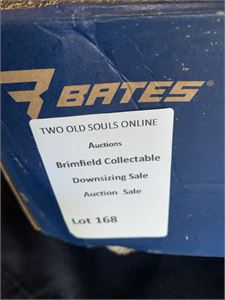 BATES®
TWO OLD SOULS ONLINE
Auctions
Brimfield Collectable
Downsizing Sale
Auction Sale
Lot 168